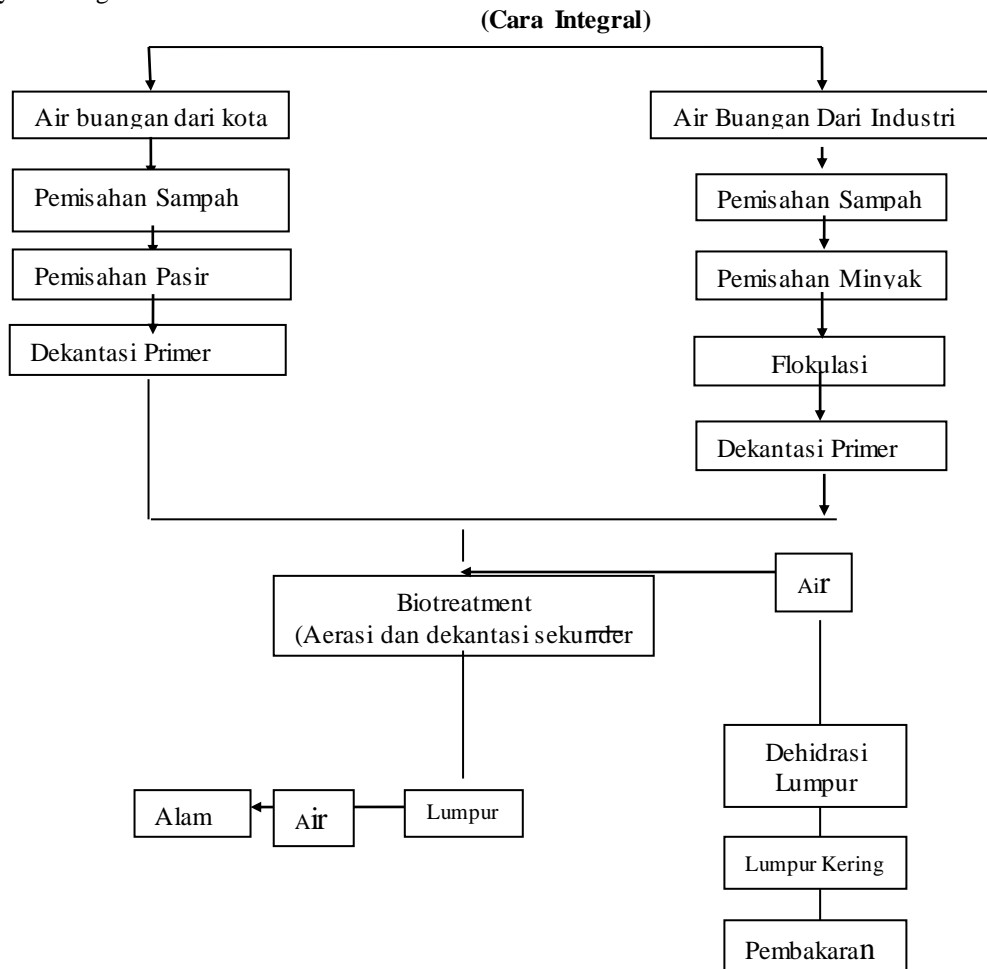 (Cara Integral)
Air buangan dari kota
Air Buangan Dari Industri
Pemisahan Sampah
Pemisahan Sampah
Pemisahan Pasir
Pemisahan Minyak
Dekantasi Primer
Flokulasi
Dekantasi Primer
Air
Biotreatment
(Aerasi dan dekantasi sekunder
Dehidrasi
Lumpur
Alam
Air
Lumpur
Lumpur Kering
Pembakaran